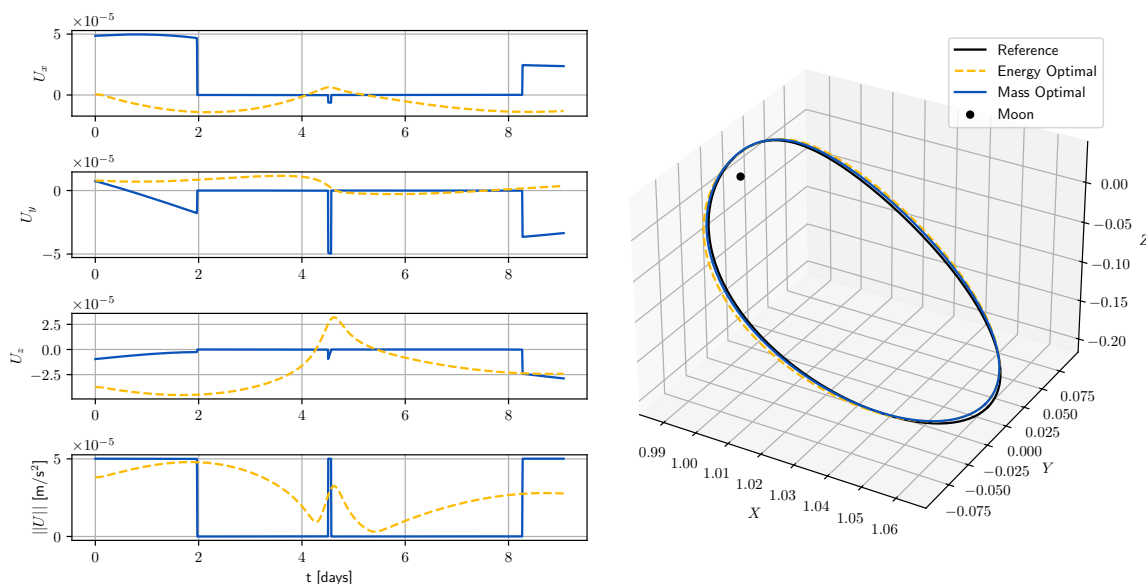 ×10⁻⁵
5
0
U_x
0 2 4 6 8
×10⁻⁵
0
−5
U_y
0 2 4 6 8
×10⁻⁵
2.5
0.0
−2.5
U_z
0 2 4 6 8
×10⁻⁵
5
0
||U|| [m/s²]
0 2 4 6 8
t [days]
Reference
Energy Optimal
Mass Optimal
Moon
0.00
−0.05
−0.10
−0.15
−0.20
Z
0.075
0.050
0.025
0.000
−0.025
−0.050
−0.075
Y
0.99
1.00
1.01
1.02
1.03
1.04
1.05
1.06
X